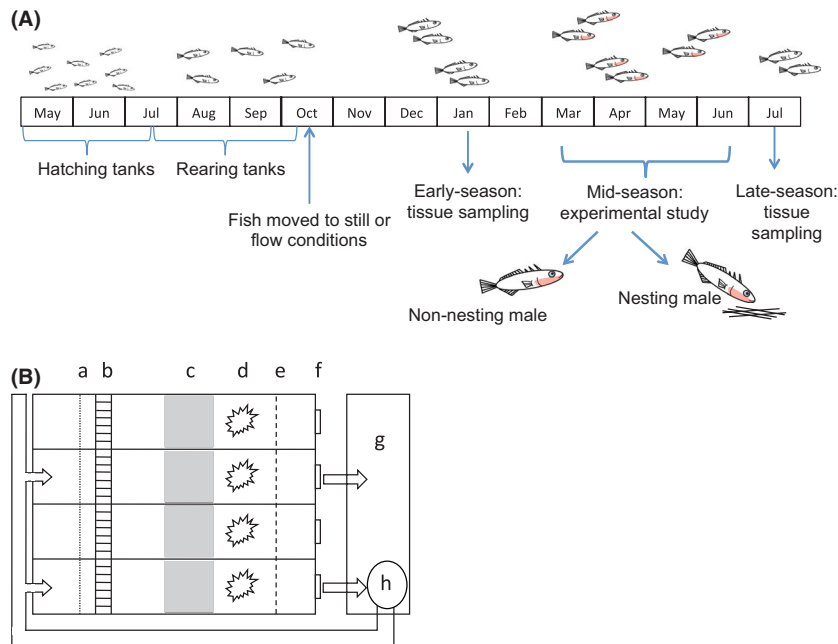 (A)
May Jun Jul Aug Sep Oct Nov Dec Jan Feb Mar Apr May Jun Jul
Hatching tanks
Rearing tanks
Fish moved to still or
flow conditions
Early-season:
tissue sampling
Mid-season:
experimental study
Late-season:
tissue
sampling
Non-nesting male
Nesting male
(B)
a b c d e f
g
h